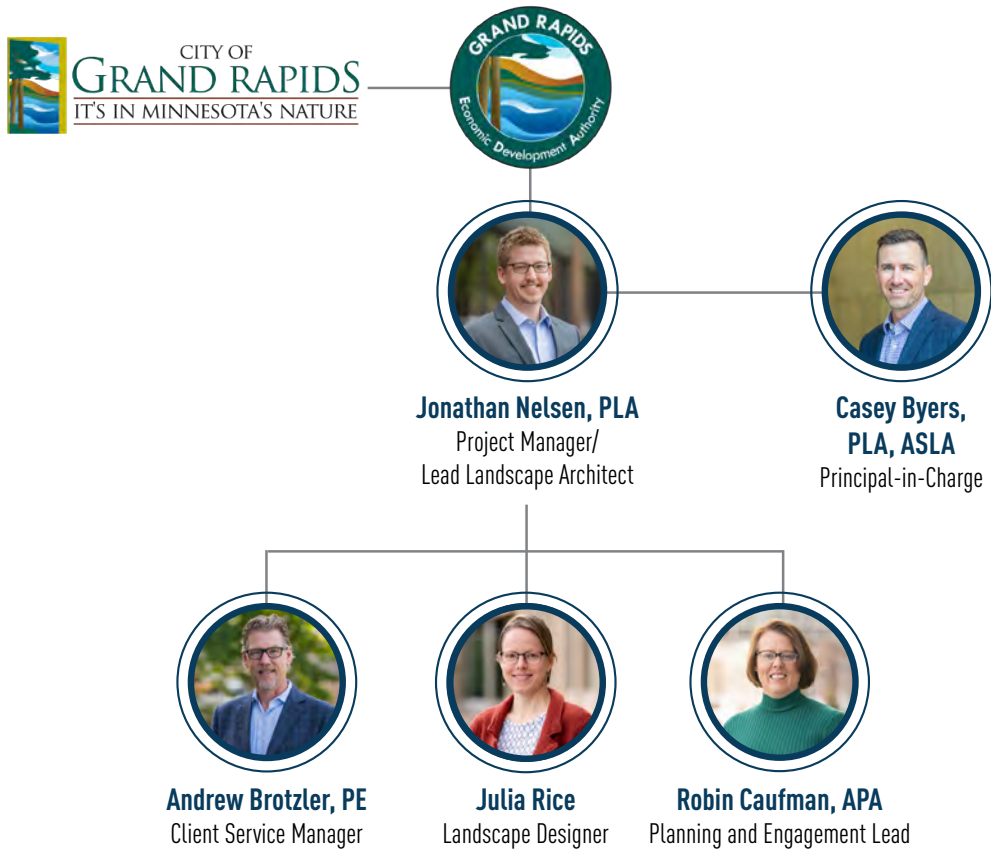 CITY OF
GRAND RAPIDS
IT'S IN MINNESOTA'S NATURE
GRAND RAPIDS
Economic Development Authority
Jonathan Nelsen, PLA
Project Manager/
Lead Landscape Architect
Casey Byers,
PLA, ASLA
Principal-in-Charge
Andrew Brotzler, PE
Client Service Manager
Julia Rice
Landscape Designer
Robin Caufman, APA
Planning and Engagement Lead